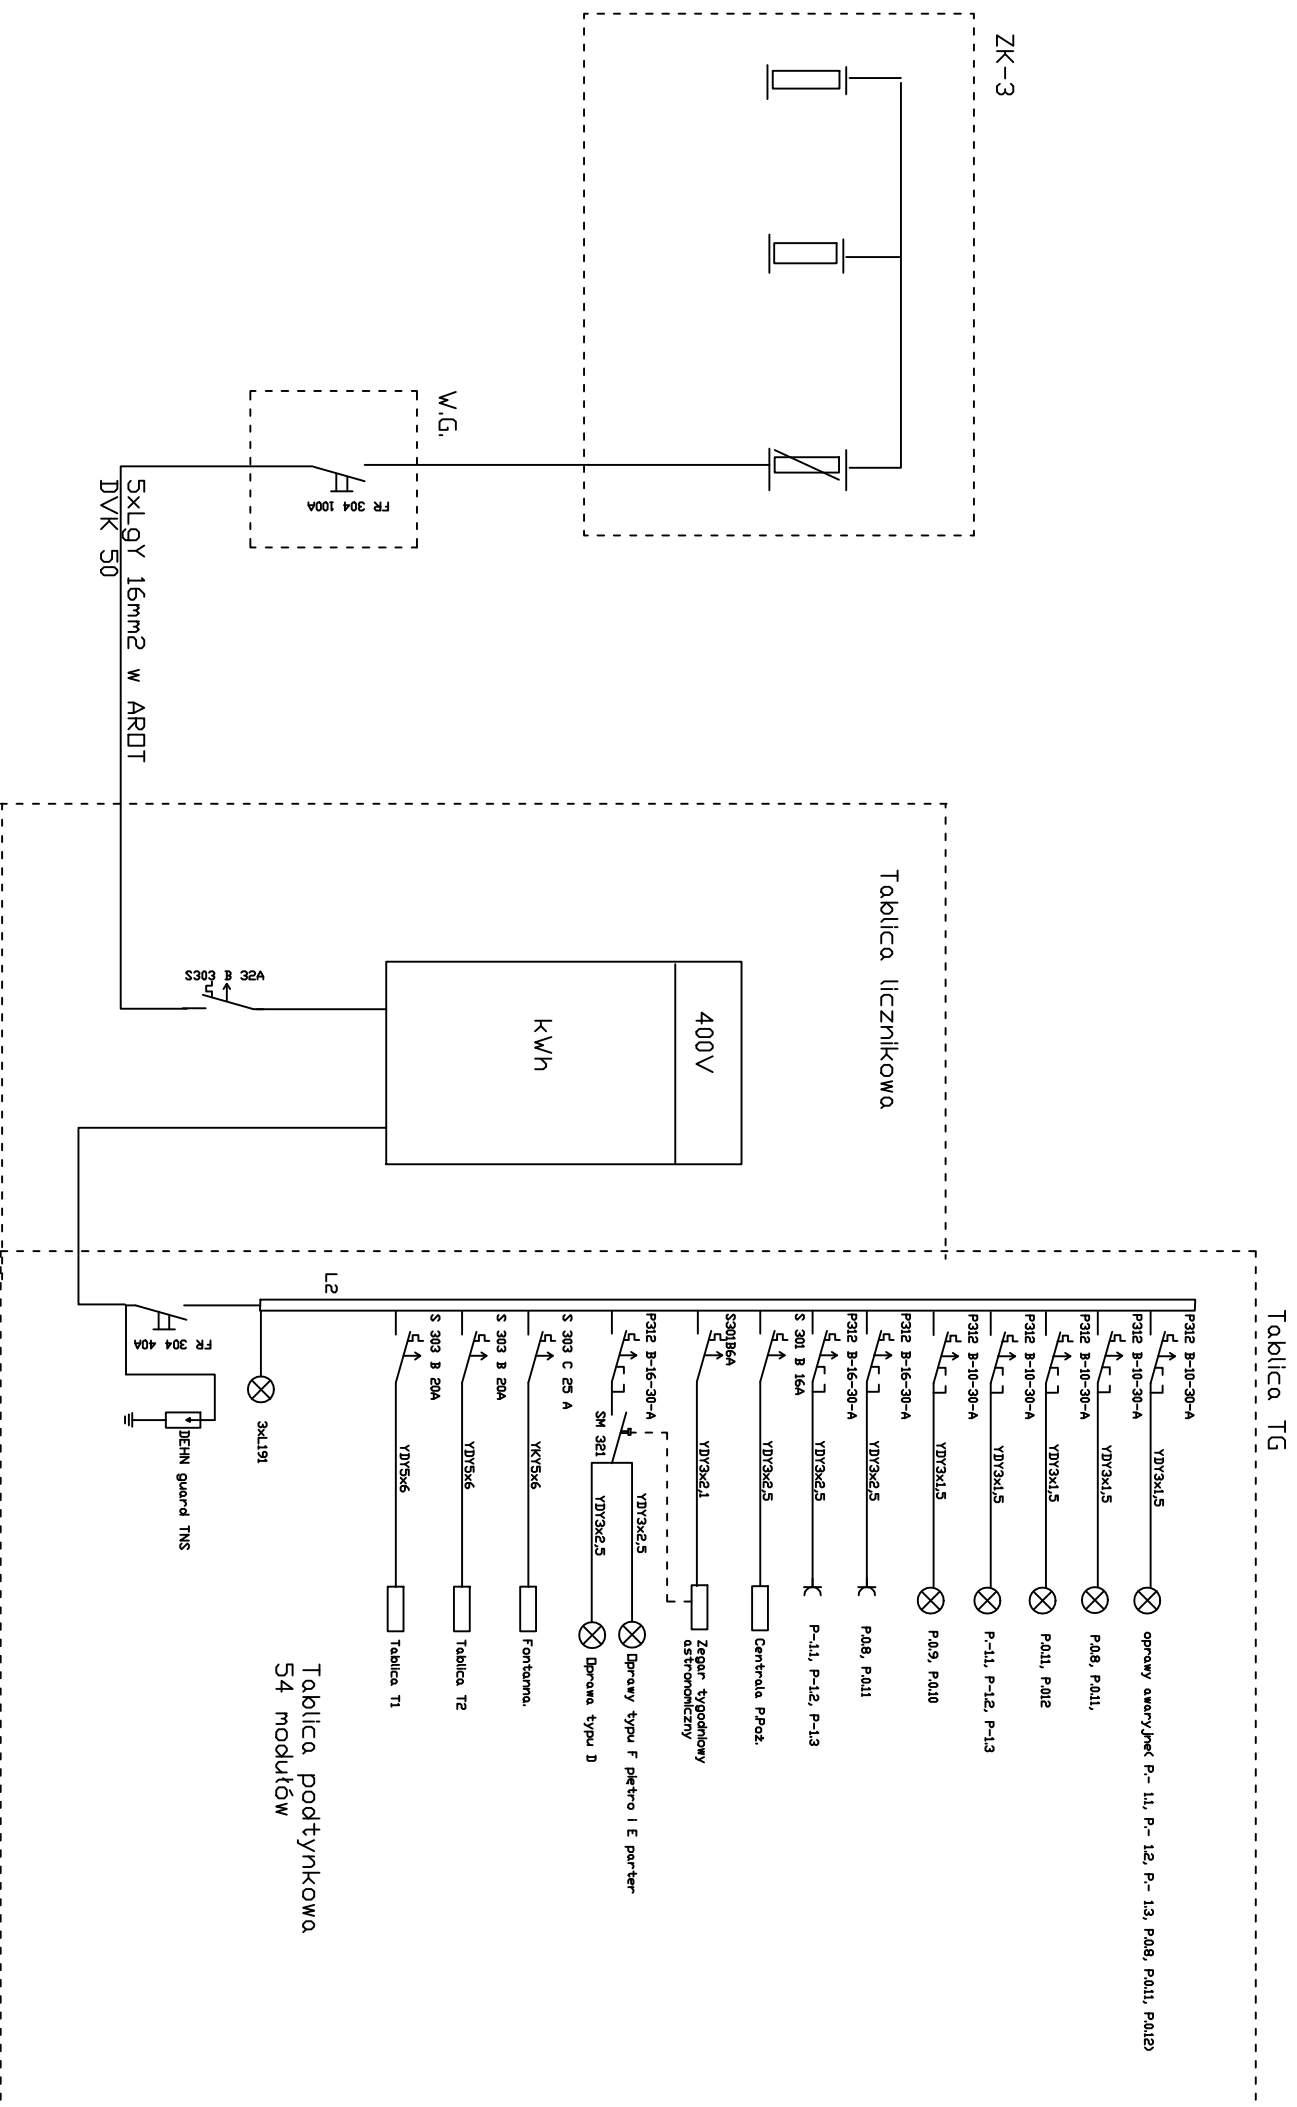 ZK-3
W.G.
FR 304 100A
5xLgY 16mm2 w AROT
DVK 50
Tablica licznikowa
400V
kWh
S303 B 32A
Tablica TG
L2
FR 304 40A
3xL191
DEHN guard TNS
P312 B-10-30-A
YDY3x1,5
oprawy awaryjne( P.- 1.1, P.- 1.2, P.- 1.3, P.0.8, P.0.11, P.0.12)
P312 B-10-30-A
YDY3x1,5
P.0.8, P.0.11,
P312 B-10-30-A
YDY3x1,5
P.0.11, P.012
P312 B-10-30-A
YDY3x1,5
P.-1.1, P-1.2, P-1.3
P312 B-10-30-A
YDY3x1,5
P.0.9, P.0.10
P312 B-16-30-A
YDY3x2,5
P.0.8, P.0.11
P312 B-16-30-A
YDY3x2,5
P-.1.1, P-1.2, P-1.3
S 301 B 16A
YDY3x2,5
Centrala P.Poż.
S301B6A
YDY3x2,1
Zegar tygodniowy
astronomiczny
P312 B-16-30-A
SM 321
YDY3x2,5
Oprawy typu F piętro i E parter
YDY3x2,5
Oprawa typu D
S 303 C 25 A
YKY5x6
Fontanna.
S 303 B 20A
YDY5x6
Tablica T2
S 303 B 20A
YDY5x6
Tablica T1
Tablica podtynkowa
54 modułów